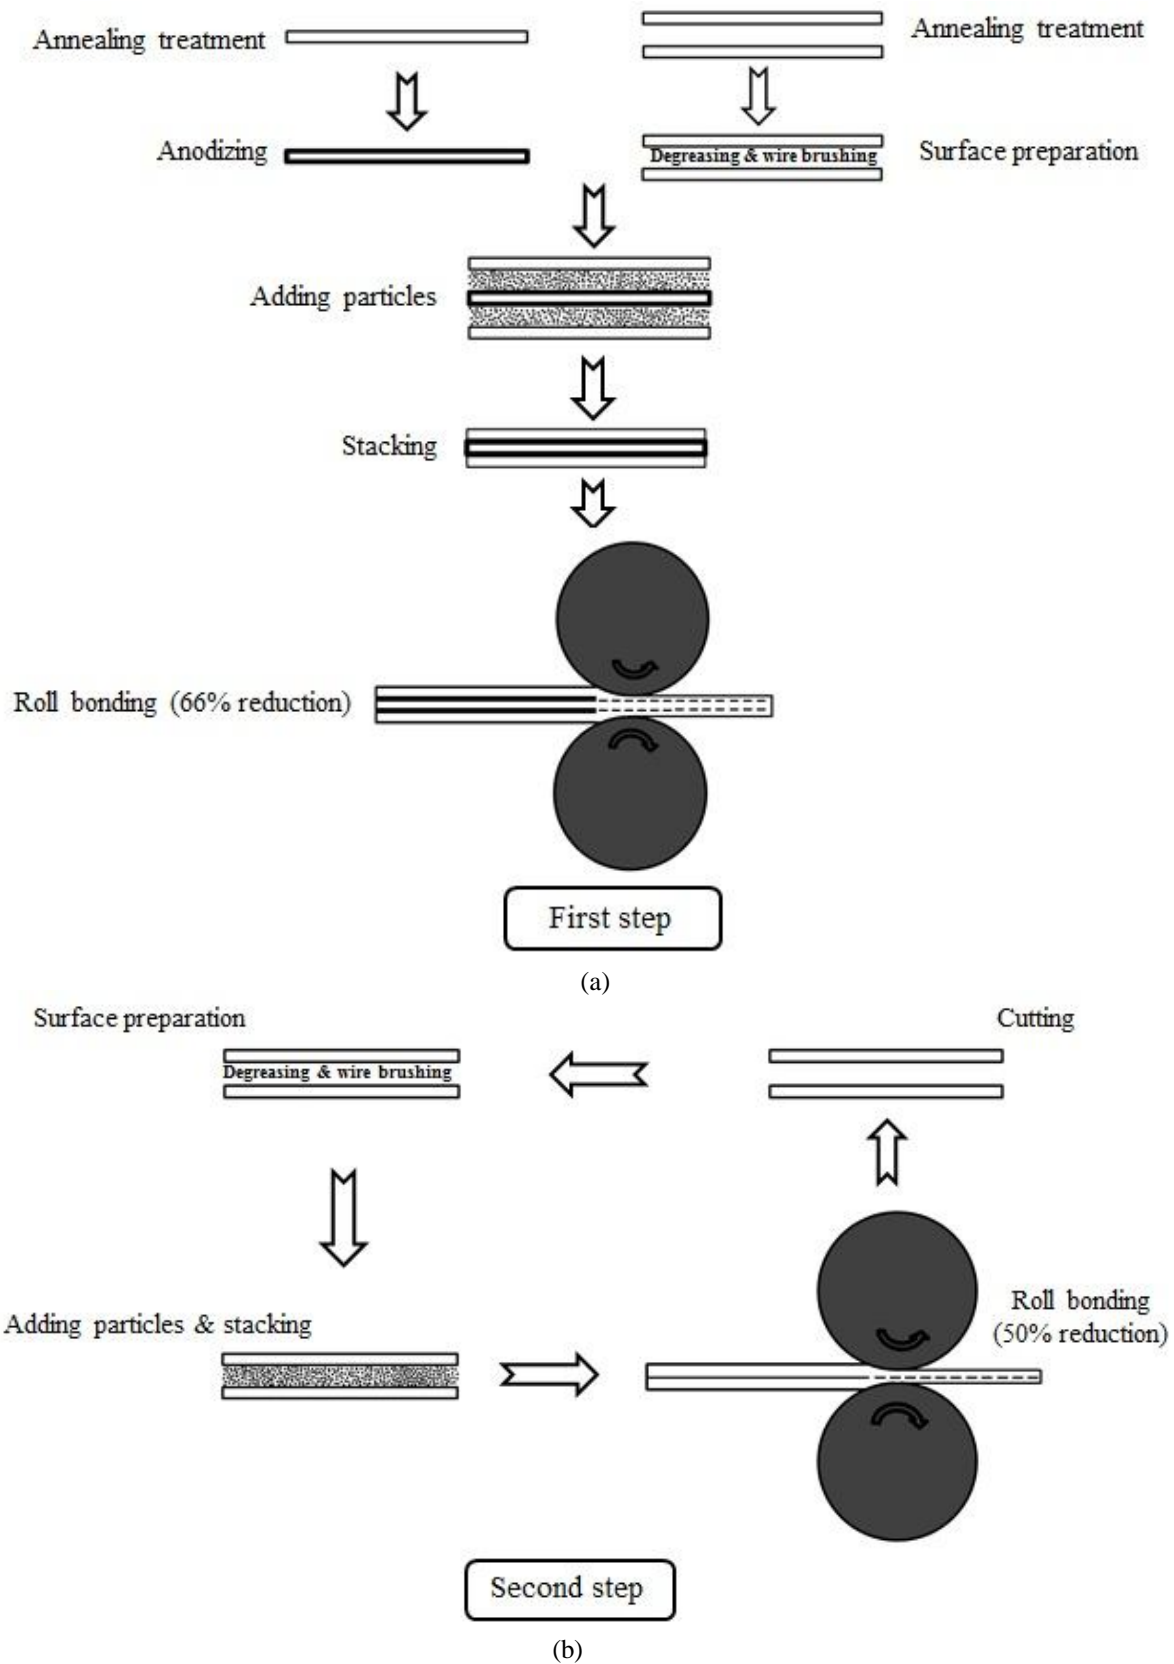 Annealing treatment
Annealing treatment
Anodizing
Degreasing & wire brushing
Surface preparation
Adding particles
Stacking
Roll bonding (66% reduction)
First step
(a)
Surface preparation
Cutting
Degreasing & wire brushing
Adding particles & stacking
Roll bonding
(50% reduction)
Second step
(b)